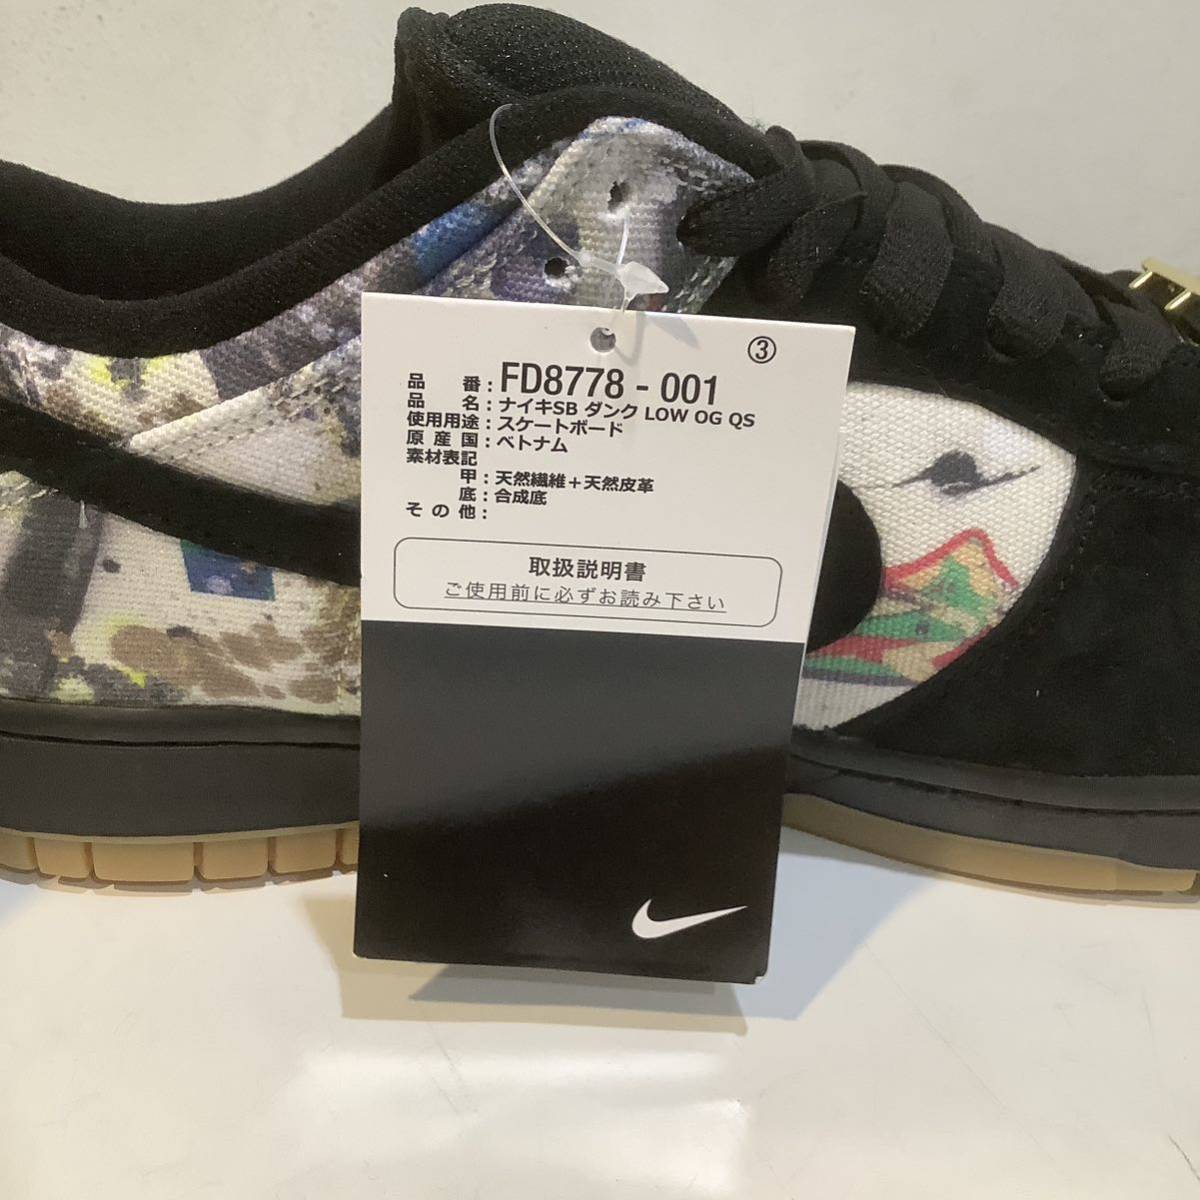 ③
品 番 : FD8778 - 001
品 名 : ナイキSB ダンク LOW OG QS
使用用途 : スケートボード
原 産 国 : ベトナム
素材表記
甲 : 天然繊維+天然皮革
底 : 合成底
そ の 他 :
取扱説明書
ご使用前に必ずお読み下さい